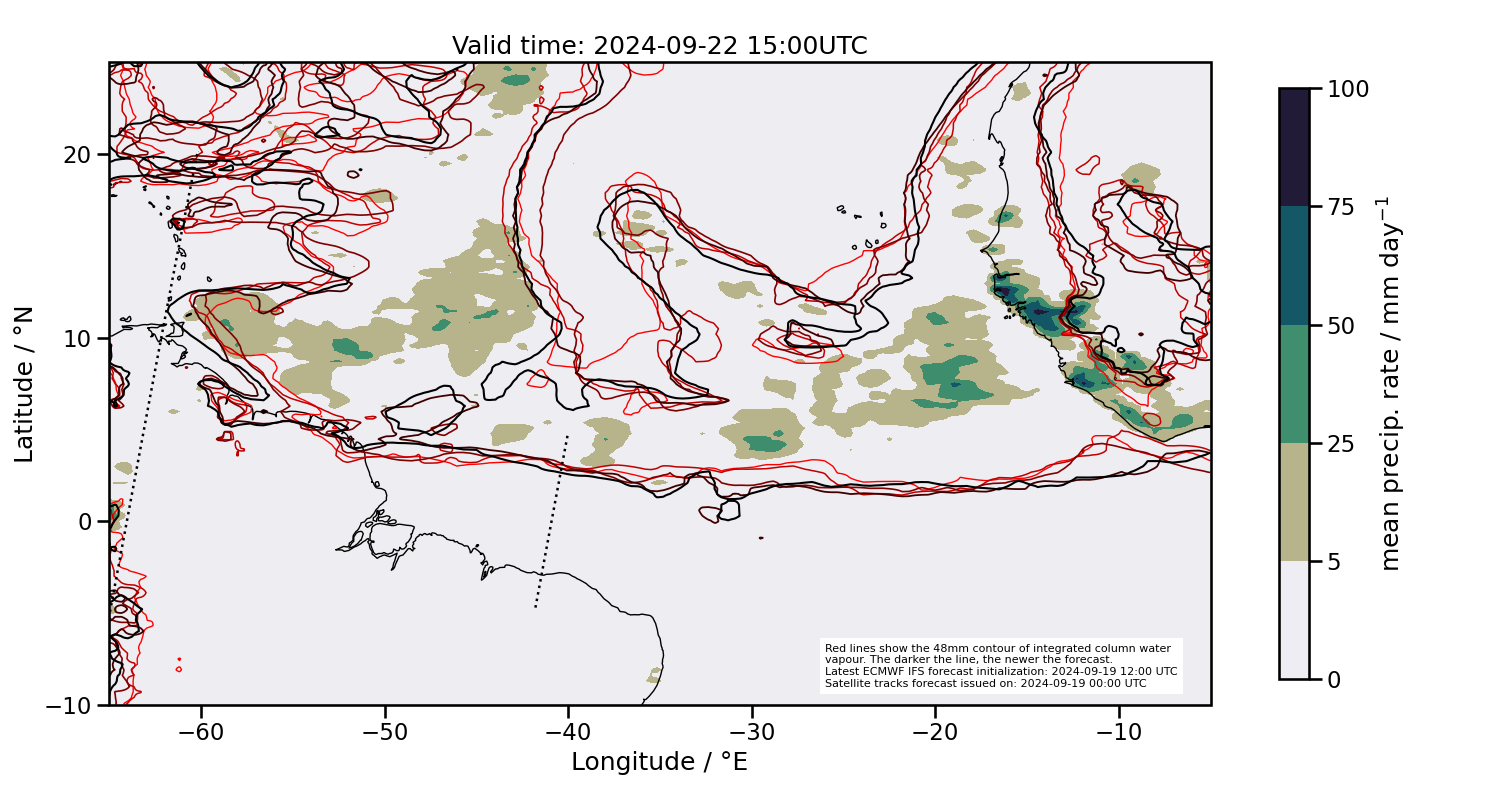 Valid time: 2024-09-22 15:00UTC
Latitude / °N
20
10
0
−10
−60
−50
−40
−30
−20
−10
Longitude / °E
Red lines show the 48mm contour of integrated column water
vapour. The darker the line, the newer the forecast.
Latest ECMWF IFS forecast initialization: 2024-09-19 12:00 UTC
Satellite tracks forecast issued on: 2024-09-19 00:00 UTC
100
75
50
25
5
0
mean precip. rate / mm day⁻¹